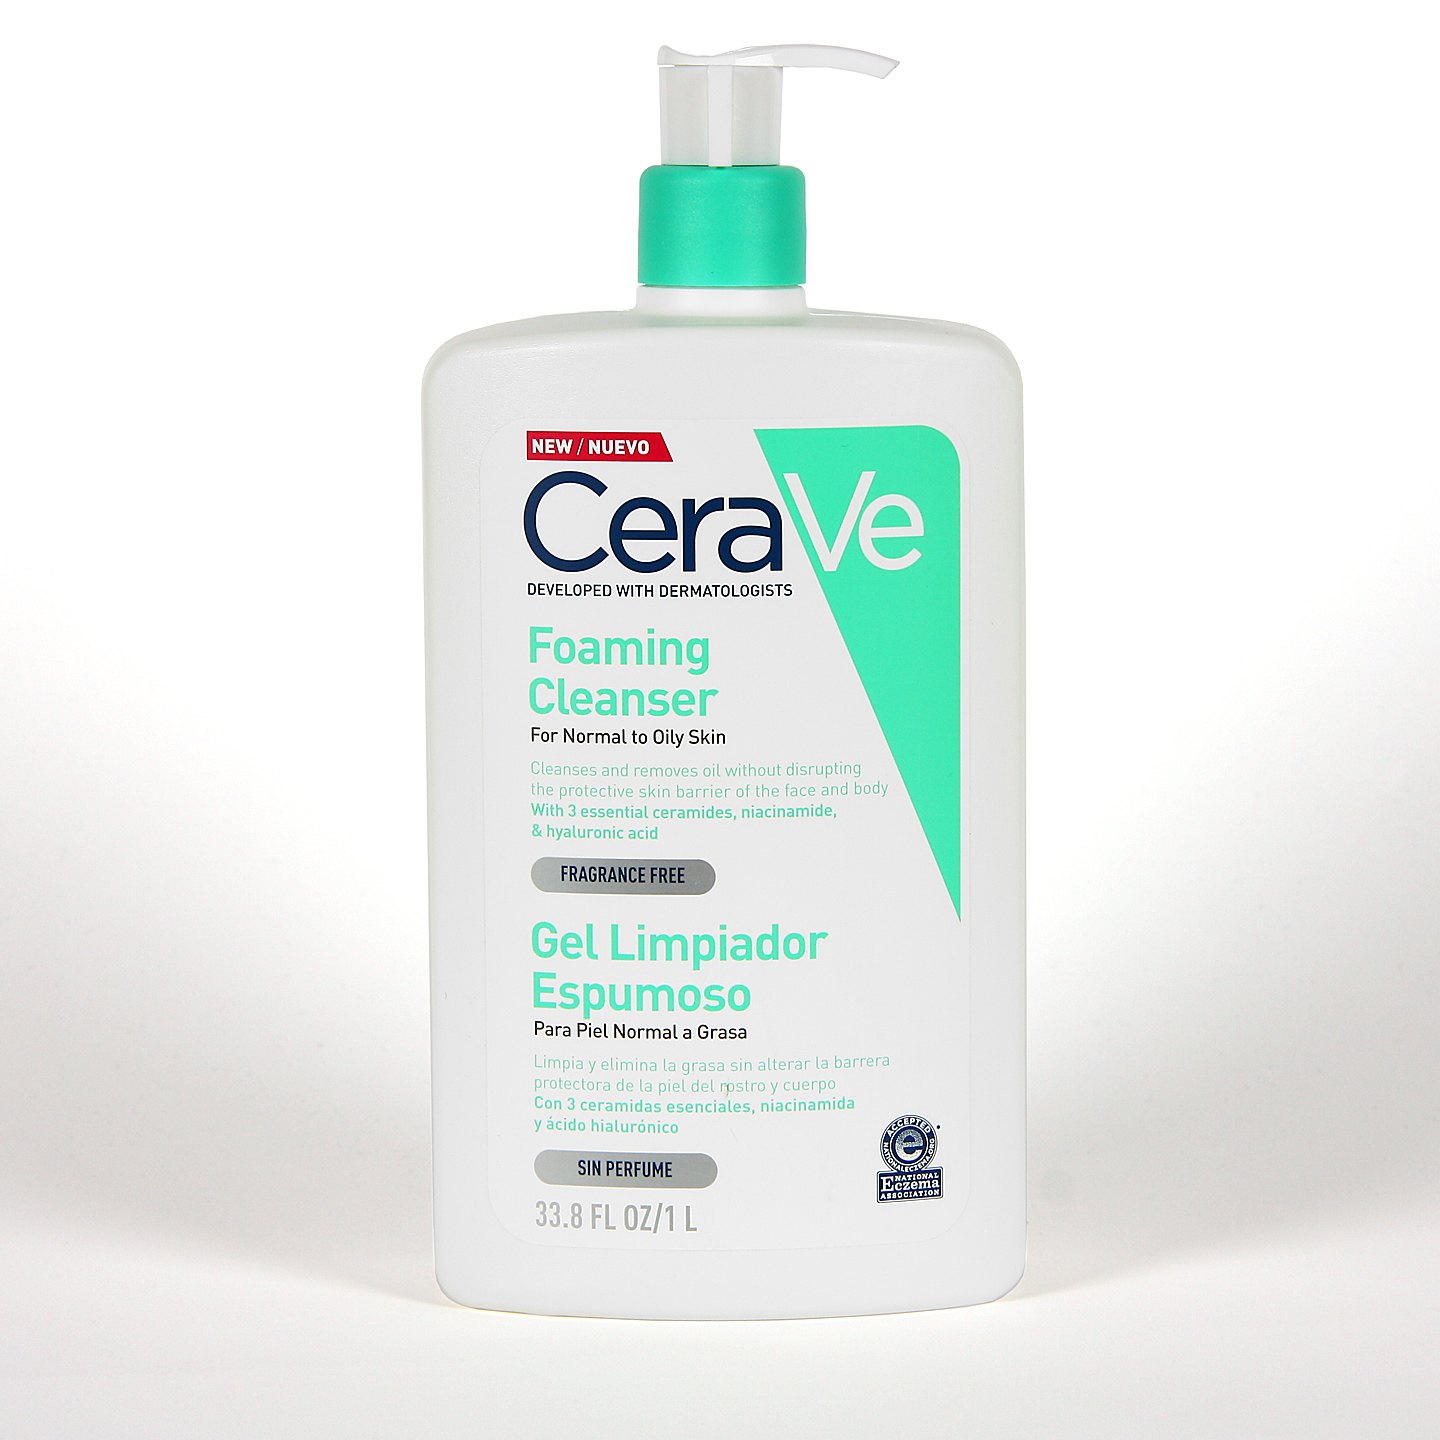 NEW / NUEVO
CeraVe
DEVELOPED WITH DERMATOLOGISTS
Foaming
Cleanser
For Normal to Oily Skin
Cleanses and removes oil without disrupting
the protective skin barrier of the face and body
With 3 essential ceramides, niacinamide,
& hyaluronic acid
FRAGRANCE FREE
Gel Limpiador
Espumoso
Para Piel Normal a Grasa
Limpia y elimina la grasa sin alterar la barrera
protectora de la piel del rostro y cuerpo
Con 3 ceramidas esenciales, niacinamida
y ácido hialurónico
SIN PERFUME
33.8 FL OZ/1 L
ACCEPTED
e
NATIONALECZEMA.ORG
NATIONAL
Eczema
ASSOCIATION